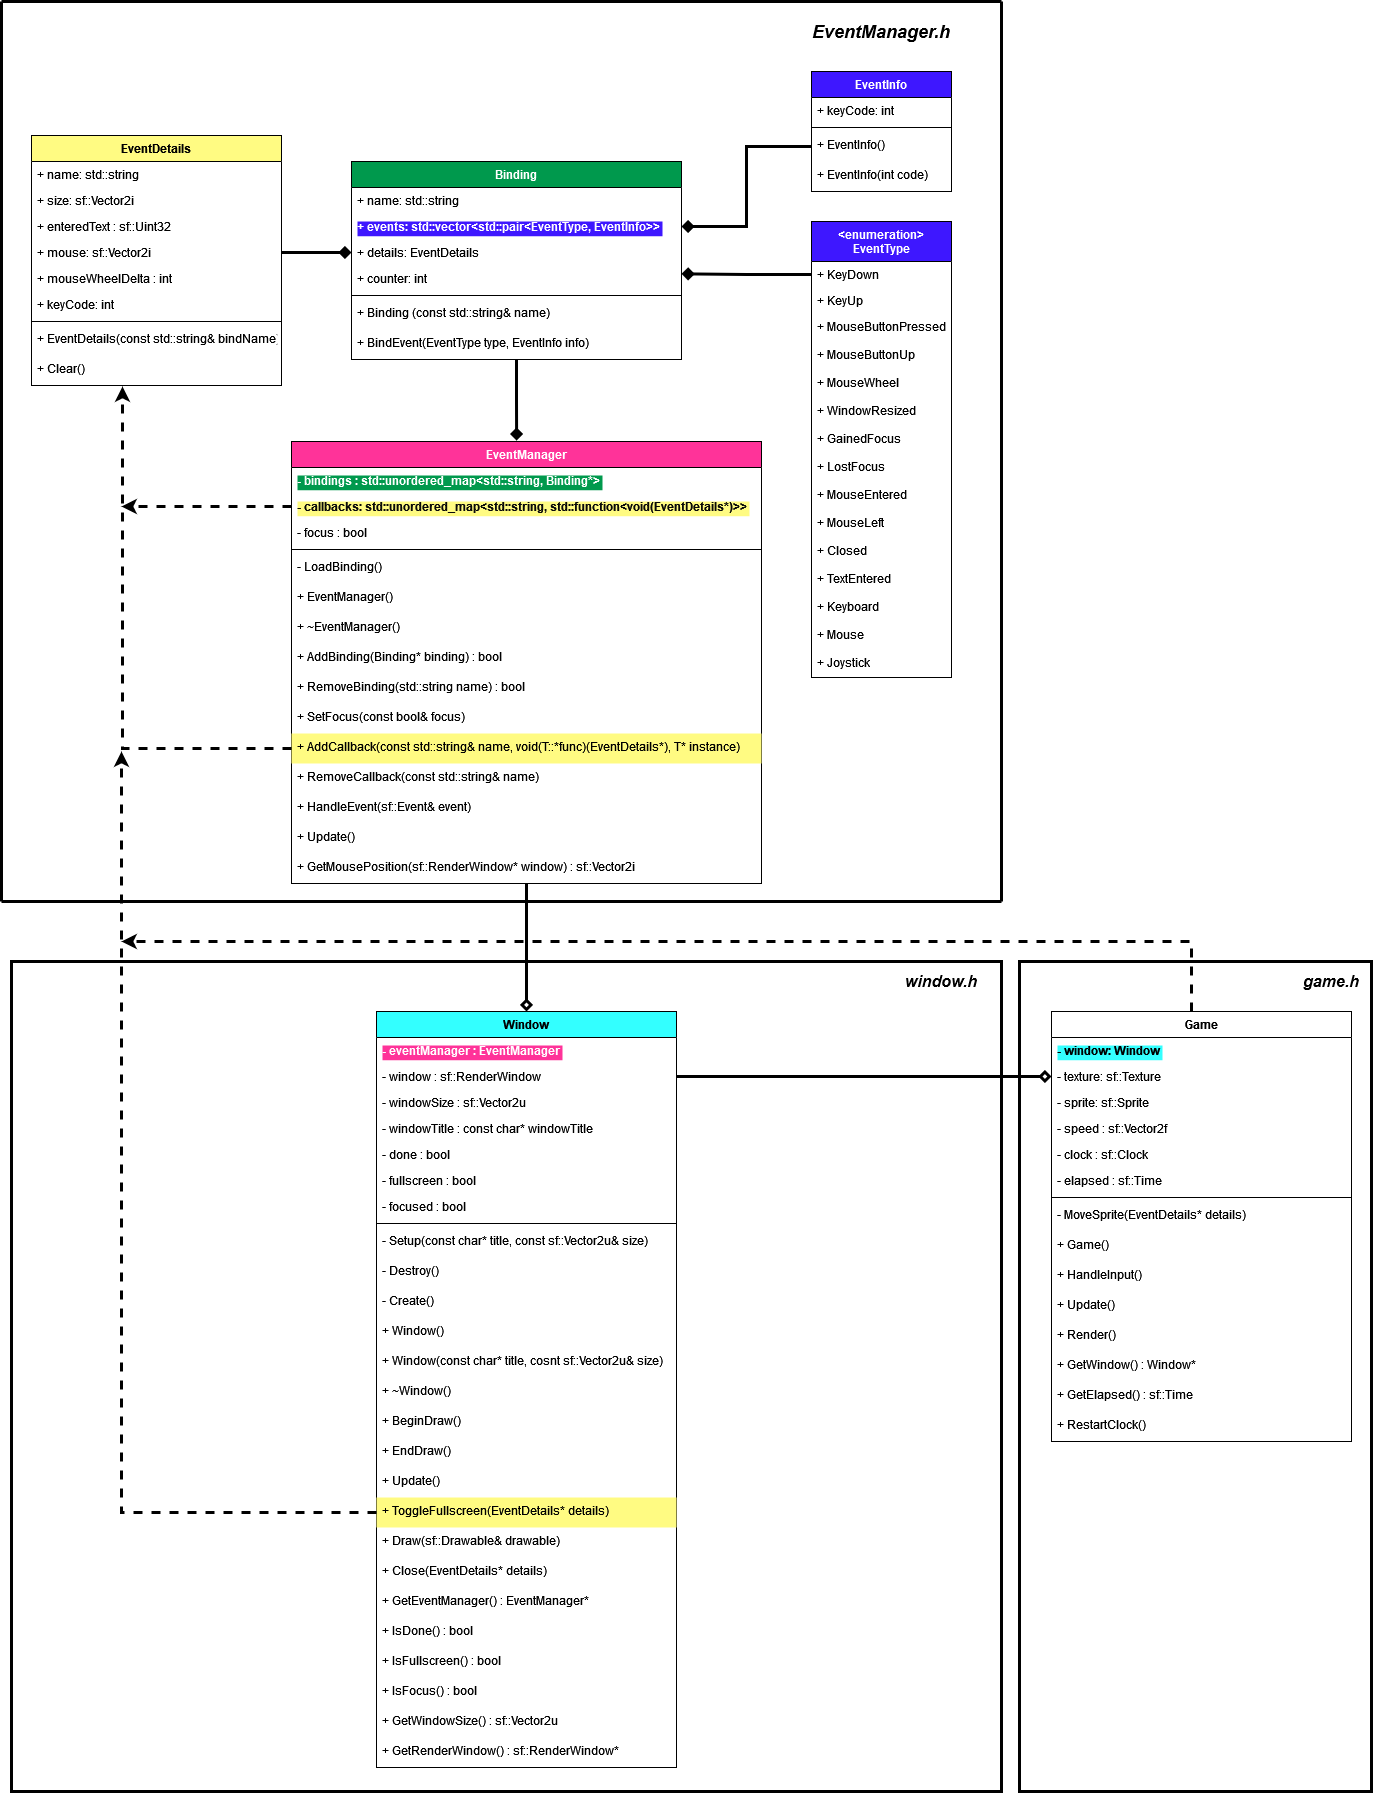 EventManager.h
EventInfo
+ keyCode: int
+ EventInfo()
+ EventInfo(int code)
EventDetails
+ name: std::string
+ size: sf::Vector2i
+ enteredText : sf::Uint32
+ mouse: sf::Vector2i
+ mouseWheelDelta : int
+ keyCode: int
+ EventDetails(const std::string& bindName
+ Clear()
Binding
+ name: std::string
+ events: std::vector<std::pair<EventType, EventInfo>>
+ details: EventDetails
+ counter: int
+ Binding (const std::string& name)
+ BindEvent(EventType type, EventInfo info)
<enumeration>
EventType
+ KeyDown
+ KeyUp
+ MouseButtonPressed
+ MouseButtonUp
+ MouseWheel
+ WindowResized
+ GainedFocus
+ LostFocus
+ MouseEntered
+ MouseLeft
+ Closed
+ TextEntered
+ Keyboard
+ Mouse
+ Joystick
EventManager
- bindings : std::unordered_map<std::string, Binding*>
- callbacks: std::unordered_map<std::string, std::function<void(EventDetails*)>>
- focus : bool
- LoadBinding()
+ EventManager()
+ ~EventManager()
+ AddBinding(Binding* binding) : bool
+ RemoveBinding(std::string name) : bool
+ SetFocus(const bool& focus)
+ AddCallback(const std::string& name, void(T::*func)(EventDetails*), T* instance)
+ RemoveCallback(const std::string& name)
+ HandleEvent(sf::Event& event)
+ Update()
+ GetMousePosition(sf::RenderWindow* window) : sf::Vector2i
window.h
Window
- eventManager : EventManager
- window : sf::RenderWindow
- windowSize : sf::Vector2u
- windowTitle : const char* windowTitle
- done : bool
- fullscreen : bool
- focused : bool
- Setup(const char* title, const sf::Vector2u& size)
- Destroy()
- Create()
+ Window()
+ Window(const char* title, cosnt sf::Vector2u& size)
+ ~Window()
+ BeginDraw()
+ EndDraw()
+ Update()
+ ToggleFullscreen(EventDetails* details)
+ Draw(sf::Drawable& drawable)
+ Close(EventDetails* details)
+ GetEventManager() : EventManager*
+ IsDone() : bool
+ IsFullscreen() : bool
+ IsFocus() : bool
+ GetWindowSize() : sf::Vector2u
+ GetRenderWindow() : sf::RenderWindow*
game.h
Game
- window: Window
- texture: sf::Texture
- sprite: sf::Sprite
- speed : sf::Vector2f
- clock : sf::Clock
- elapsed : sf::Time
- MoveSprite(EventDetails* details)
+ Game()
+ HandleInput()
+ Update()
+ Render()
+ GetWindow() : Window*
+ GetElapsed() : sf::Time
+ RestartClock()